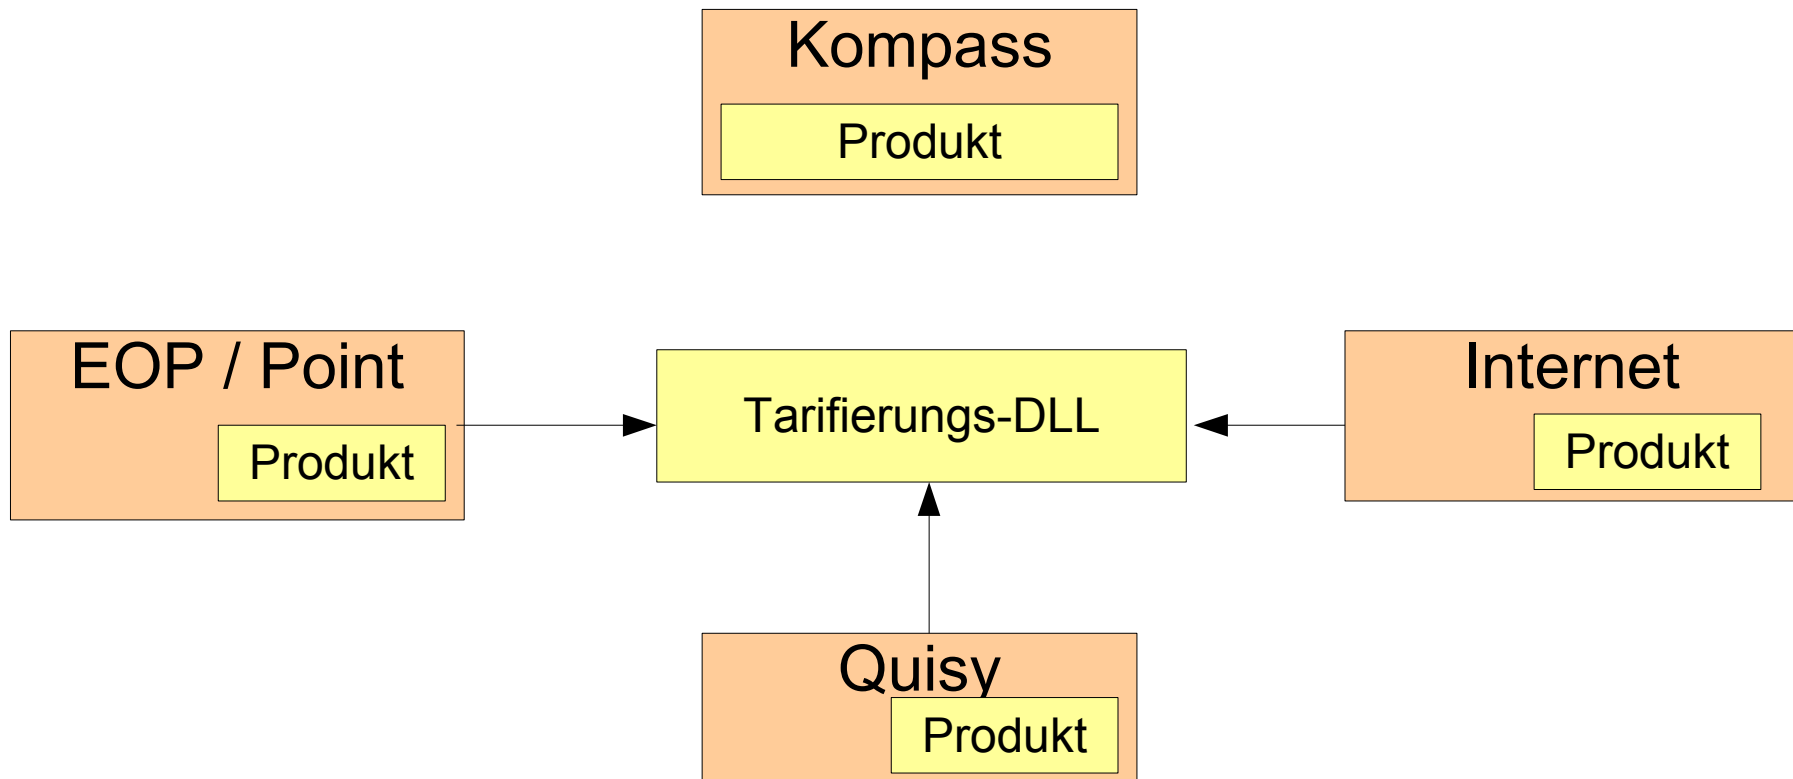 Kompass
Produkt
EOP / Point
Produkt
Tarifierungs-DLL
Internet
Produkt
Quisy
Produkt